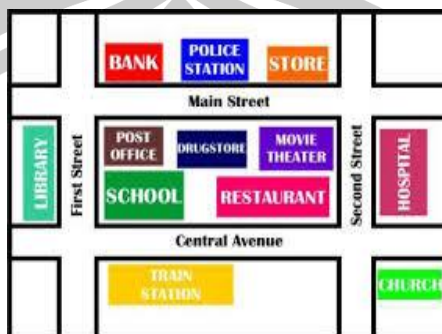 BANK
POLICE
STATION
STORE
Main Street
LIBRARY
First Street
POST
OFFICE
DRUGSTORE
MOVIE
THEATER
SCHOOL
RESTAURANT
Second Street
HOSPITAL
Central Avenue
TRAIN
STATION
CHURCH